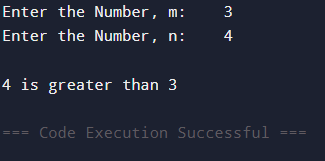 Enter the Number, m:    3
Enter the Number, n:    4
4 is greater than 3
=== Code Execution Successful ===